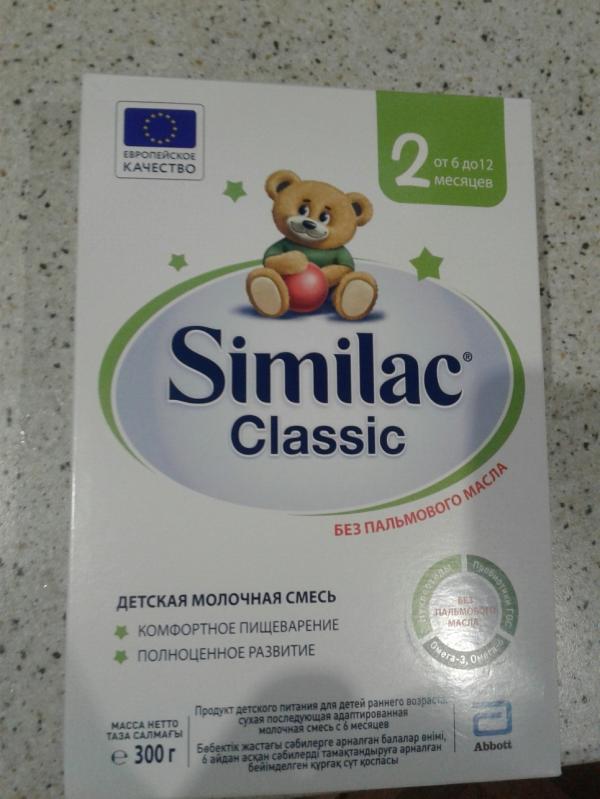 ЕВРОПЕЙСКОЕ
КАЧЕСТВО
2 от 6 до 12
месяцев
Similac®
Classic
БЕЗ ПАЛЬМОВОГО МАСЛА
ДЕТСКАЯ МОЛОЧНАЯ СМЕСЬ
КОМФОРТНОЕ ПИЩЕВАРЕНИЕ
ПОЛНОЦЕННОЕ РАЗВИТИЕ
Пребиотики ГОС
БЕЗ
ПАЛЬМОВОГО
МАСЛА
Омега-3, Омега-6
МАССА НЕТТО
ТАЗА САЛМАҒЫ
℮ 300 г
Продукт детского питания для детей раннего возраста,
сухая последующая адаптированная
молочная смесь с 6 месяцев
Бөбектік жастағы сәбилерге арналған балалар өнімі,
6 айдан асқан сәбилерді тамақтандыруға арналған
бейімделген құрғақ сүт қоспасы
Abbott